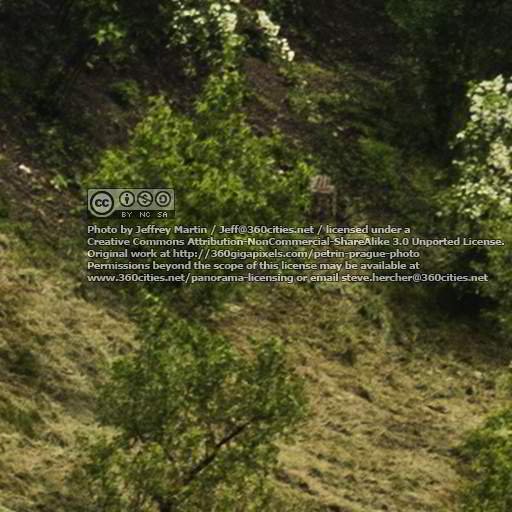 cc
BY NC SA
Photo by Jeffrey Martin / Jeff@360cities.net / licensed under a
Creative Commons Attribution-NonCommercial-ShareAlike 3.0 Unported License.
Original work at http://360gigapixels.com/petrin-prague-photo
Permissions beyond the scope of this license may be available at
www.360cities.net/panorama-licensing or email steve.hercher@360cities.net